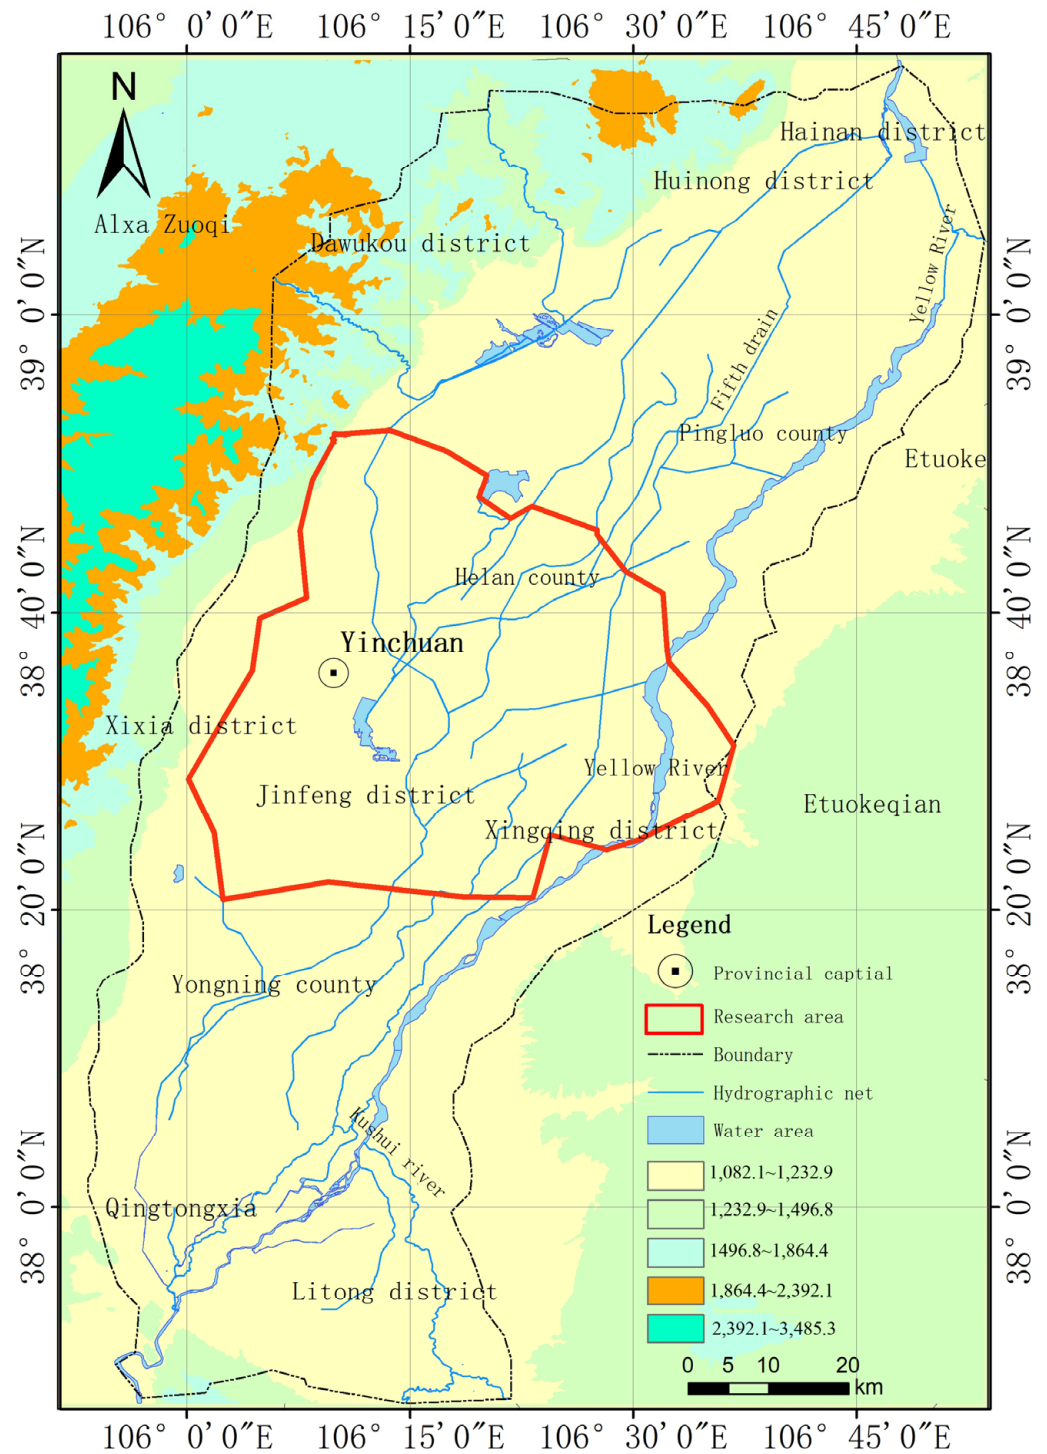 106° 0′ 0″E 106° 15′ 0″E 106° 30′ 0″E 106° 45′ 0″E
N
Hainan district
Huinong district
Alxa Zuoqi
Dawukou district
Yellow River
39° 0′ 0″N
39° 0′ 0″N
Fifth drain
Pingluo county
Etuoke
Helan county
38° 40′ 0″N
38° 40′ 0″N
Yinchuan
Xixia district
Yellow River
Jinfeng district
Etuokeqian
Xingqing district
38° 20′ 0″N
38° 20′ 0″N
Yongning county
Kushui river
Qingtongxia
38° 0′ 0″N
38° 0′ 0″N
Litong district
Legend
Provincial captial
Research area
Boundary
Hydrographic net
Water area
1,082.1~1,232.9
1,232.9~1,496.8
1496.8~1,864.4
1,864.4~2,392.1
2,392.1~3,485.3
0 5 10 20
km
106° 0′ 0″E 106° 15′ 0″E 106° 30′ 0″E 106° 45′ 0″E